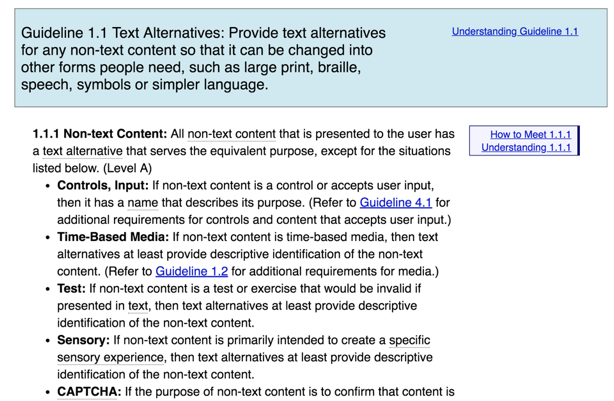 Guideline 1.1 Text Alternatives: Provide text alternatives
for any non-text content so that it can be changed into
other forms people need, such as large print, braille,
speech, symbols or simpler language.
Understanding Guideline 1.1
1.1.1 Non-text Content: All non-text content that is presented to the user has
a text alternative that serves the equivalent purpose, except for the situations
listed below. (Level A)
How to Meet 1.1.1
Understanding 1.1.1
• Controls, Input: If non-text content is a control or accepts user input,
then it has a name that describes its purpose. (Refer to Guideline 4.1 for
additional requirements for controls and content that accepts user input.)
• Time-Based Media: If non-text content is time-based media, then text
alternatives at least provide descriptive identification of the non-text
content. (Refer to Guideline 1.2 for additional requirements for media.)
• Test: If non-text content is a test or exercise that would be invalid if
presented in text, then text alternatives at least provide descriptive
identification of the non-text content.
• Sensory: If non-text content is primarily intended to create a specific
sensory experience, then text alternatives at least provide descriptive
identification of the non-text content.
• CAPTCHA: If the purpose of non-text content is to confirm that content is